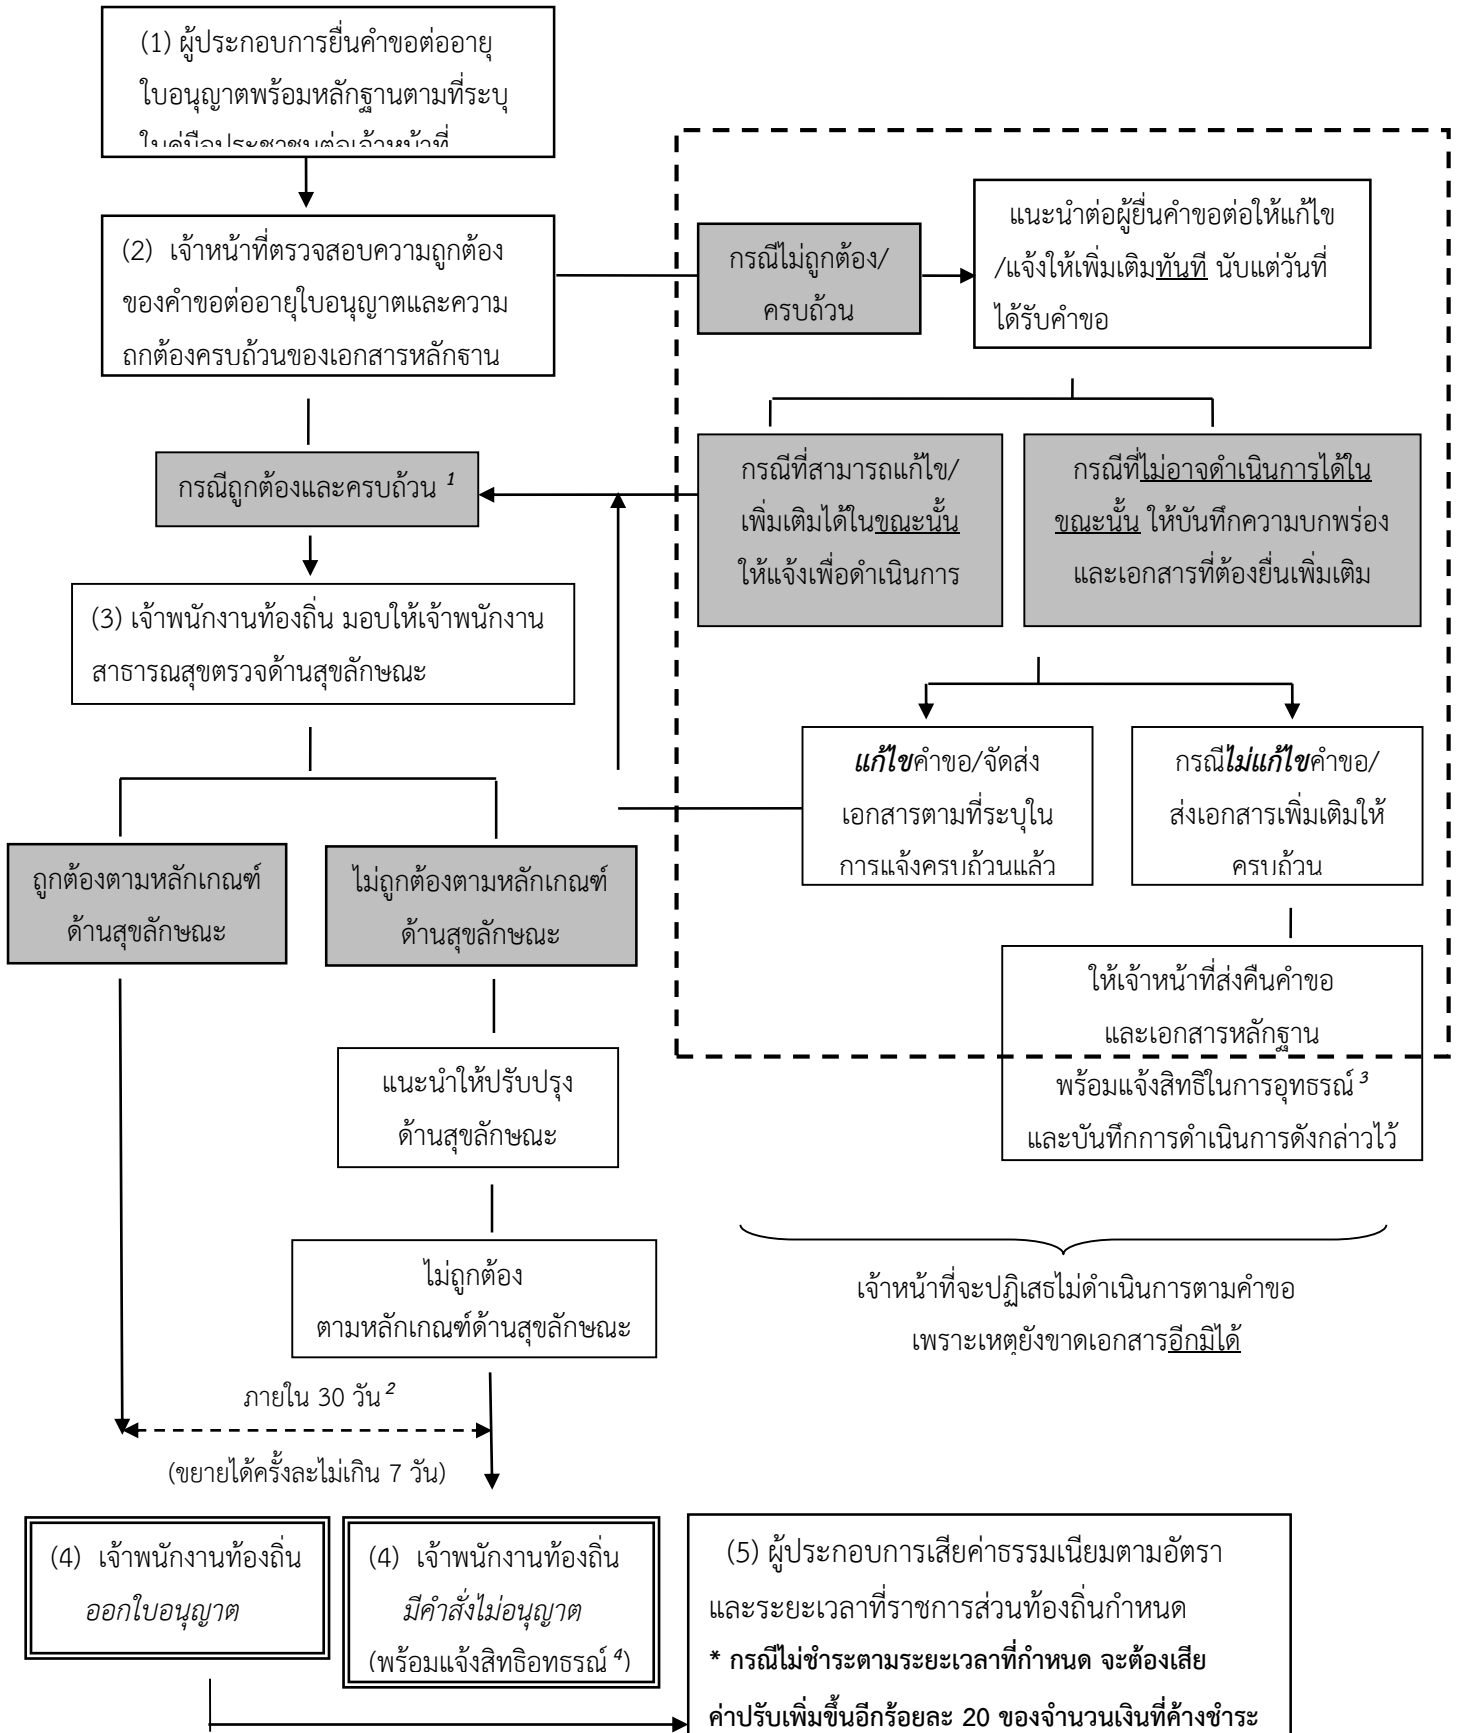 (1) ผู้ประกอบการยื่นคำขอต่ออายุ
ใบอนุญาตพร้อมหลักฐานตามที่ระบุ
ในคู่มือประชาชนต่อเจ้าหน้าที่
(2) เจ้าหน้าที่ตรวจสอบความถูกต้อง
ของคำขอต่ออายุใบอนุญาตและความ
ถูกต้องครบถ้วนของเอกสารหลักฐาน
กรณีไม่ถูกต้อง/
ครบถ้วน
แนะนำต่อผู้ยื่นคำขอต่อให้แก้ไข
/แจ้งให้เพิ่มเติมทันที นับแต่วันที่
ได้รับคำขอ
กรณีถูกต้องและครบถ้วน 1
กรณีที่สามารถแก้ไข/
เพิ่มเติมได้ในขณะนั้น
ให้แจ้งเพื่อดำเนินการ
กรณีที่ไม่อาจดำเนินการได้ใน
ขณะนั้น ให้บันทึกความบกพร่อง
และเอกสารที่ต้องยื่นเพิ่มเติม
(3) เจ้าพนักงานท้องถิ่น มอบให้เจ้าพนักงาน
สาธารณสุขตรวจด้านสุขลักษณะ
แก้ไขคำขอ/จัดส่ง
เอกสารตามที่ระบุใน
การแจ้งครบถ้วนแล้ว
กรณีไม่แก้ไขคำขอ/
ส่งเอกสารเพิ่มเติมให้
ครบถ้วน
ถูกต้องตามหลักเกณฑ์
ด้านสุขลักษณะ
ไม่ถูกต้องตามหลักเกณฑ์
ด้านสุขลักษณะ
ให้เจ้าหน้าที่ส่งคืนคำขอ
และเอกสารหลักฐาน
พร้อมแจ้งสิทธิในการอุทธรณ์ 3
และบันทึกการดำเนินการดังกล่าวไว้
แนะนำให้ปรับปรุง
ด้านสุขลักษณะ
ไม่ถูกต้อง
ตามหลักเกณฑ์ด้านสุขลักษณะ
เจ้าหน้าที่จะปฏิเสธไม่ดำเนินการตามคำขอ
เพราะเหตุยังขาดเอกสารอีกมิได้
ภายใน 30 วัน 2
(ขยายได้ครั้งละไม่เกิน 7 วัน)
(4) เจ้าพนักงานท้องถิ่น
ออกใบอนุญาต
(4) เจ้าพนักงานท้องถิ่น
มีคำสั่งไม่อนุญาต
(พร้อมแจ้งสิทธิอุทธรณ์ 4)
(5) ผู้ประกอบการเสียค่าธรรมเนียมตามอัตรา
และระยะเวลาที่ราชการส่วนท้องถิ่นกำหนด
* กรณีไม่ชำระตามระยะเวลาที่กำหนด จะต้องเสีย
ค่าปรับเพิ่มขึ้นอีกร้อยละ 20 ของจำนวนเงินที่ค้างชำระ